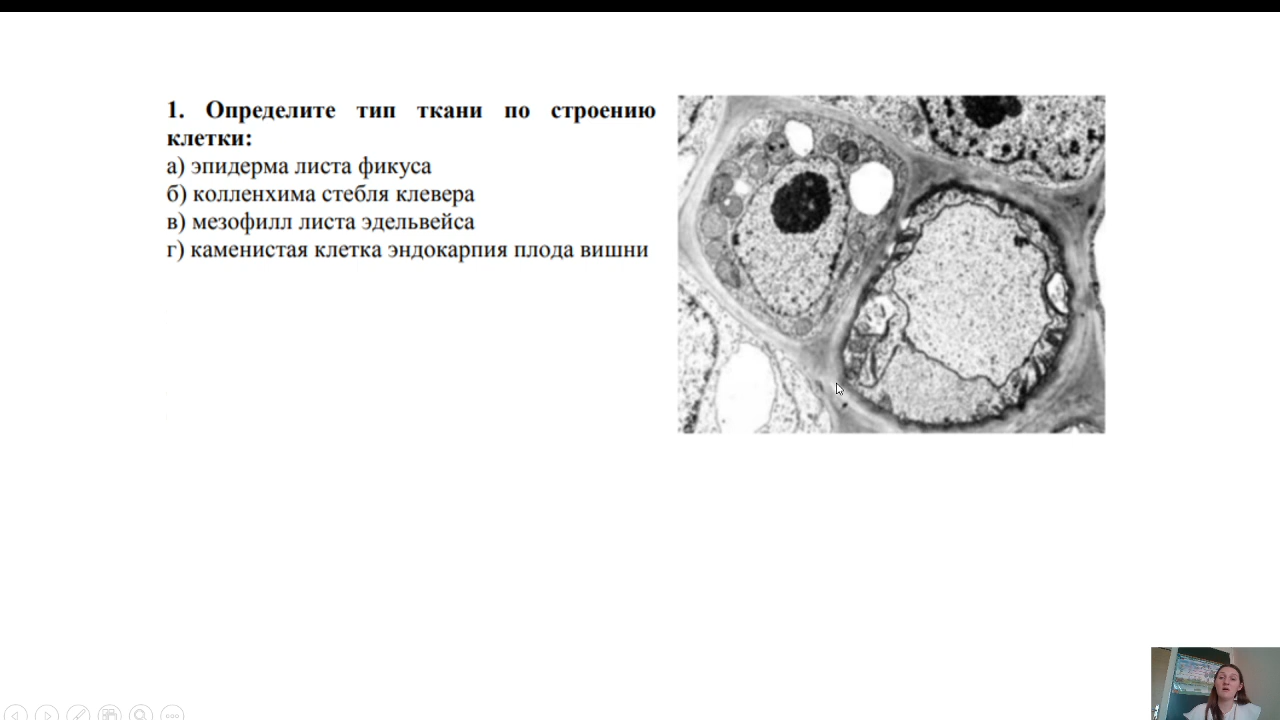 1. Определите тип ткани по строению
клетки:
а) эпидерма листа фикуса
б) колленхима стебля клевера
в) мезофилл листа эдельвейса
г) каменистая клетка эндокарпия плода вишни